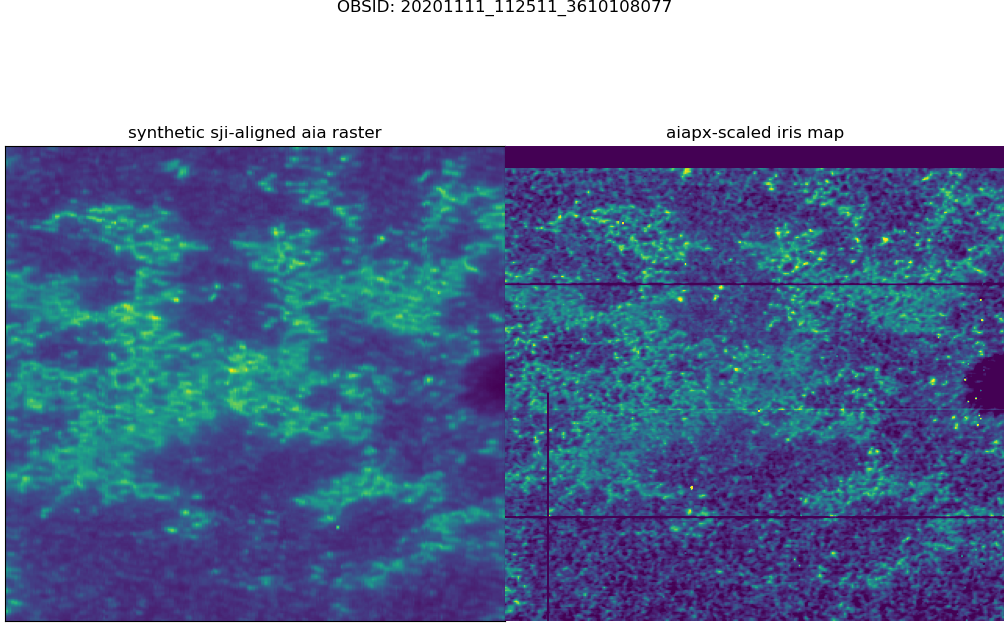 OBSID: 20201111_112511_3610108077
synthetic sji-aligned aia raster
aiapx-scaled iris map